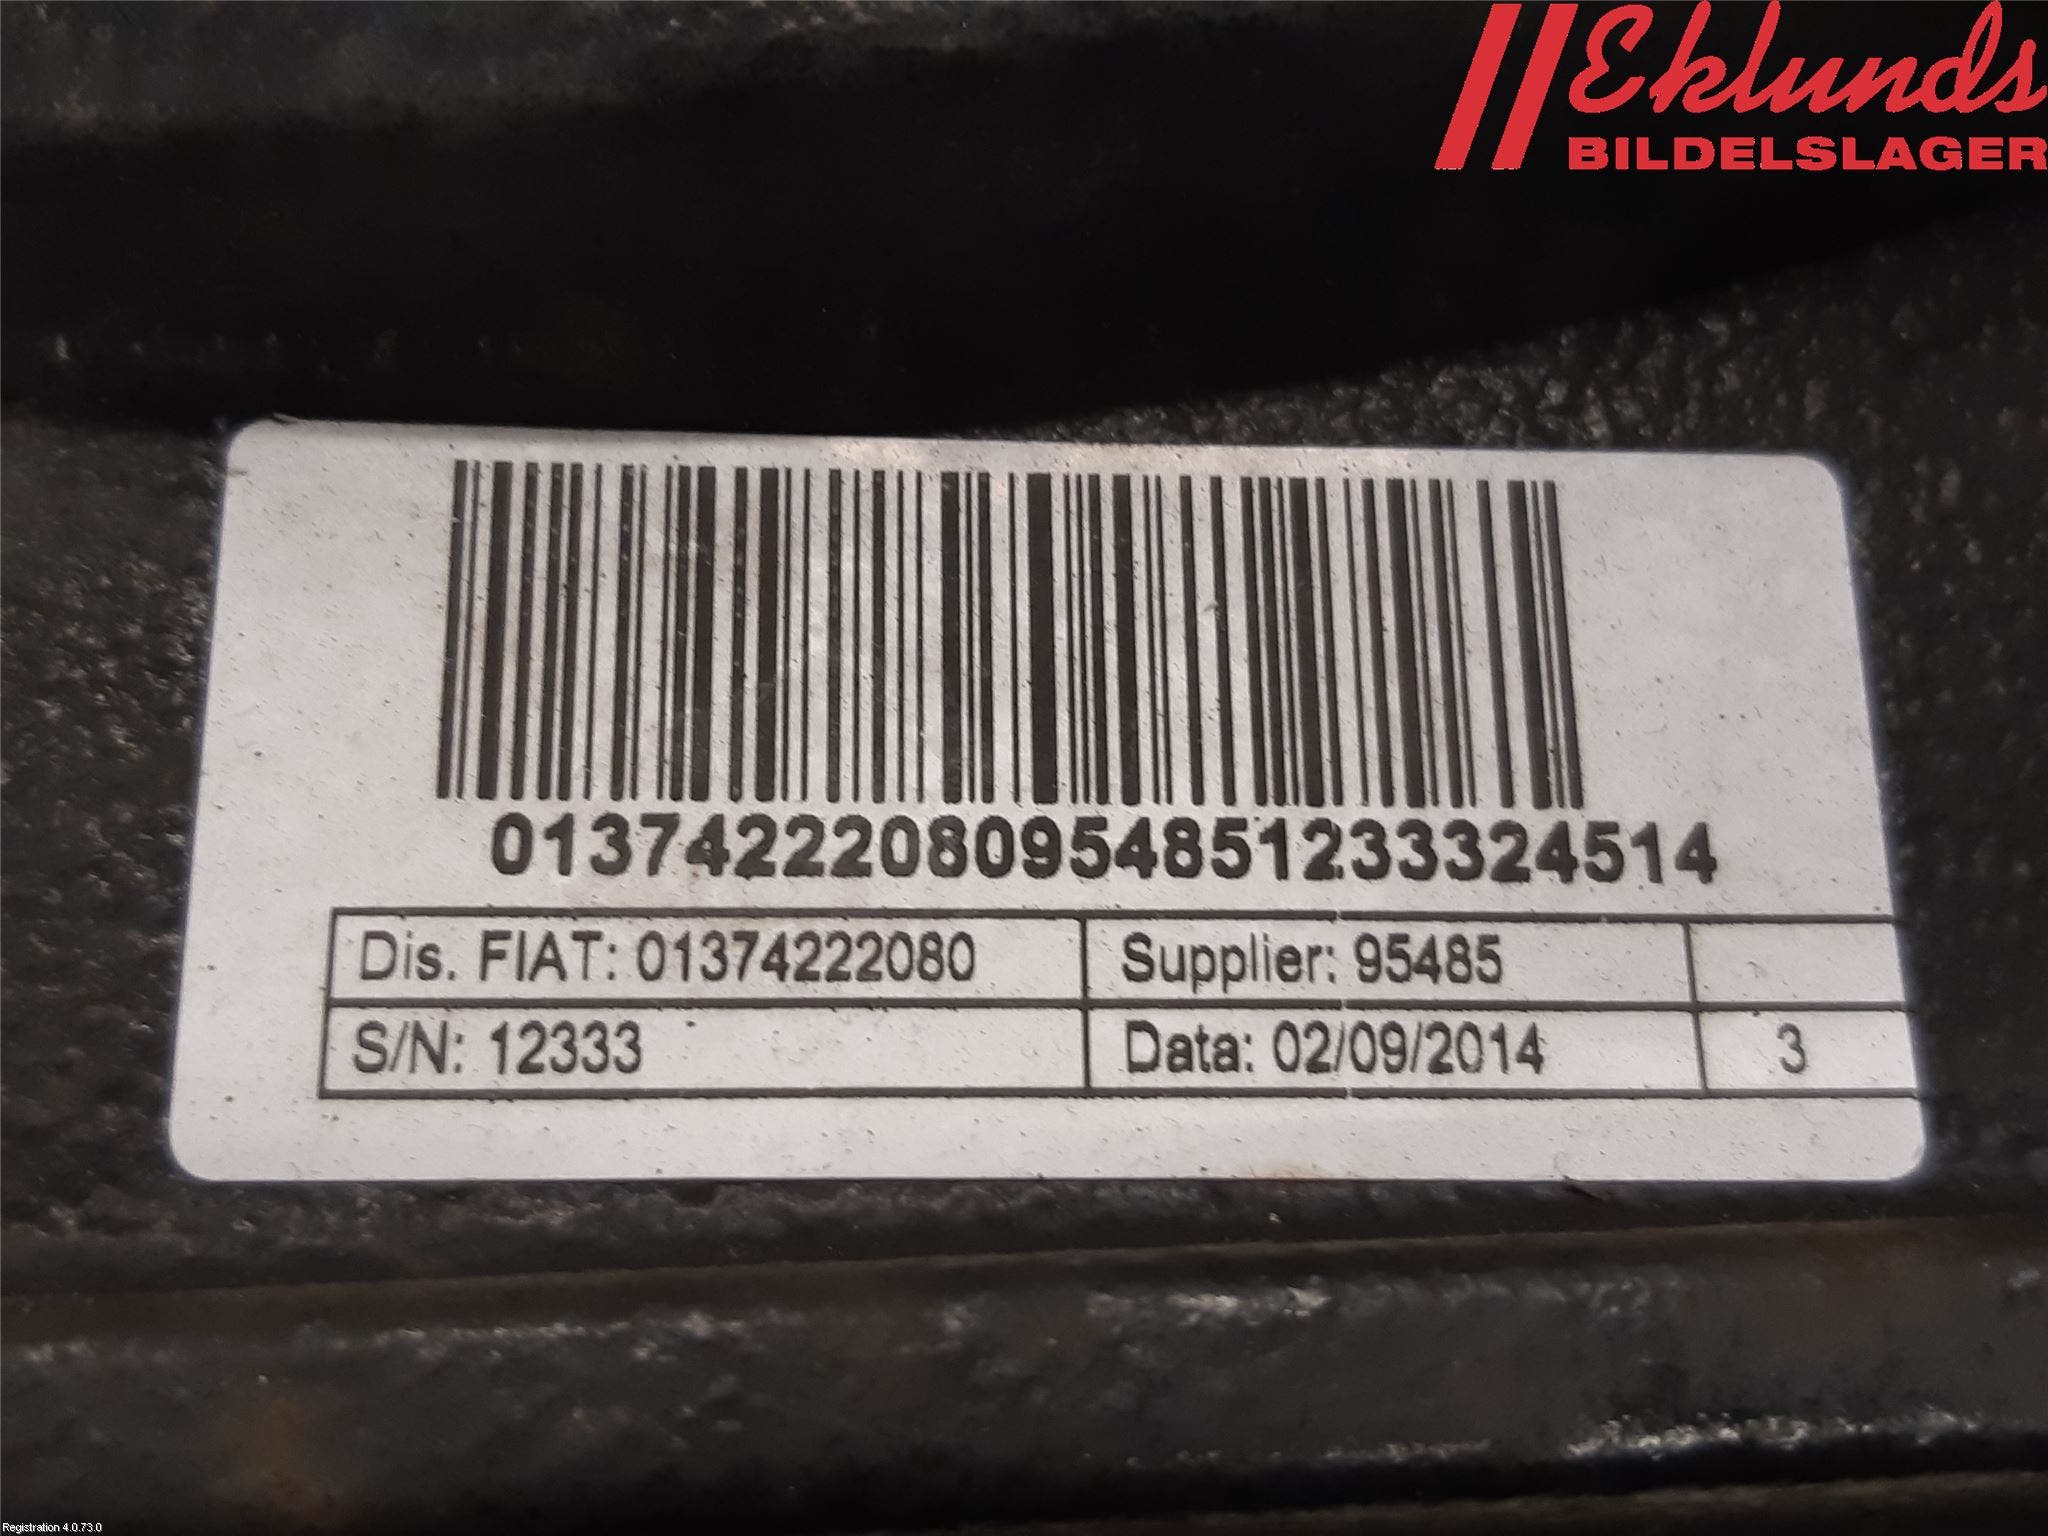 Eklunds
BILDELSLAGER
01374222080954851233324514
Dis. FIAT: 01374222080
Supplier: 95485
S/N: 12333
Data: 02/09/2014
3
Registration 4.0.73.0